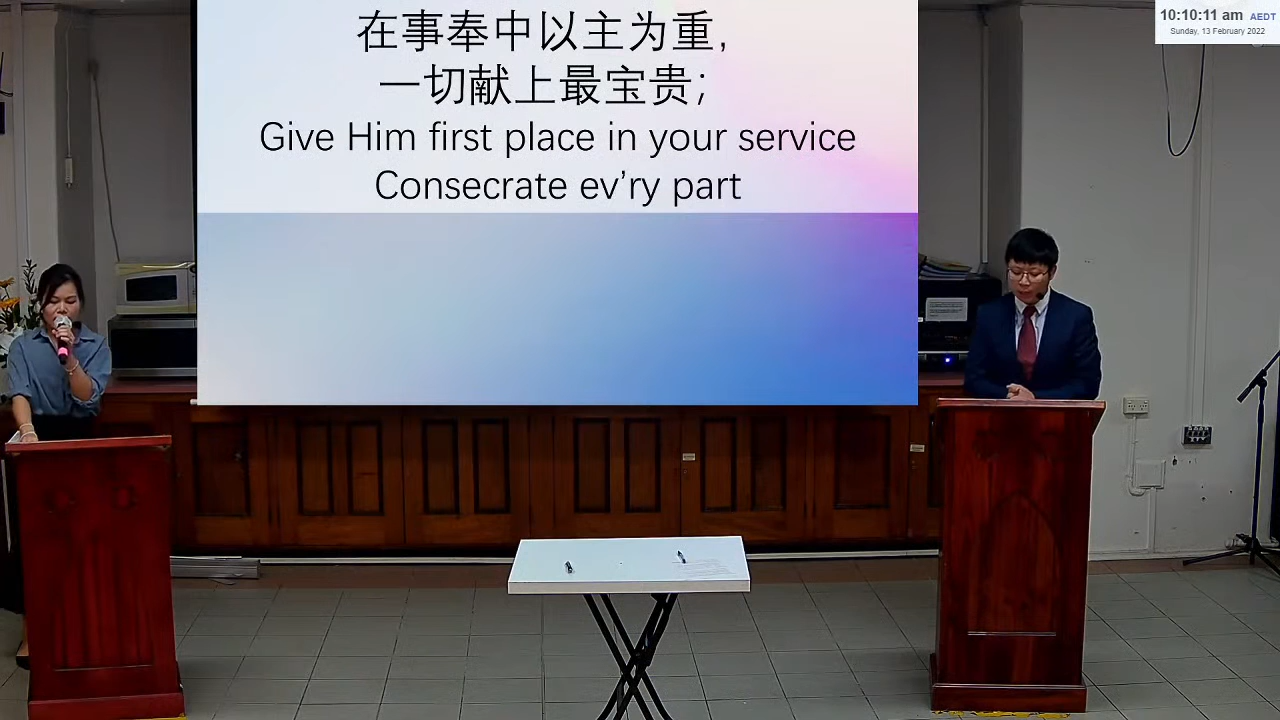 10:10:11 am AEDT
Sunday, 13 February 2022
在事奉中以主为重，
一切献上最宝贵；
Give Him first place in your service
Consecrate ev’ry part